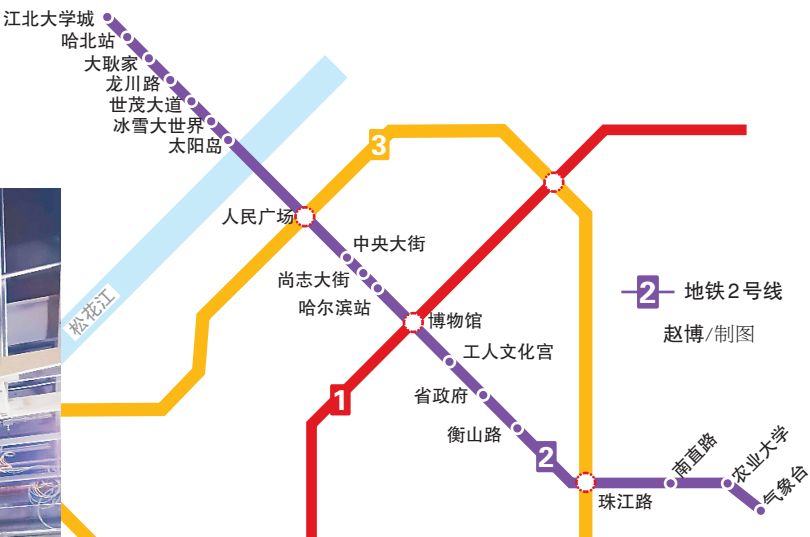 江北大学城
哈北站
大耿家
龙川路
世茂大道
冰雪大世界
太阳岛
3
人民广场
中央大街
尚志大街
哈尔滨站
松花江
2 地铁2号线
赵博/制图
博物馆
工人文化宫
1
省政府
衡山路
2
珠江路
南直路
农业大学
气象台